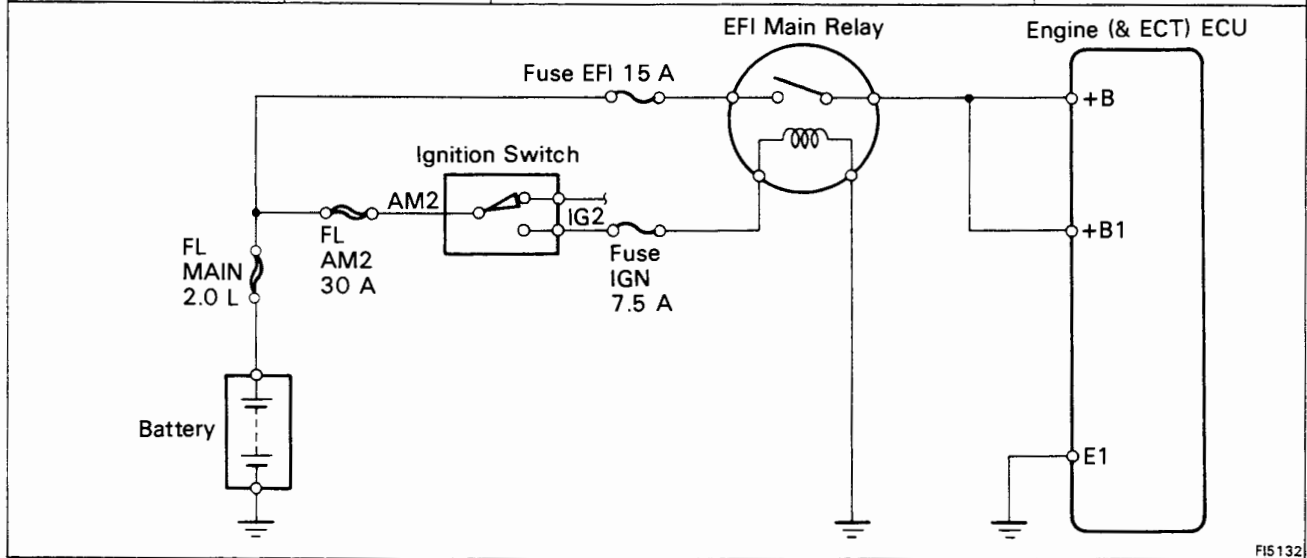 EFI Main Relay
Engine (& ECT) ECU
Fuse EFI 15 A
+B
Ignition Switch
AM2
IG2
+B1
FL
MAIN
2.0 L
FL
AM2
30 A
Fuse
IGN
7.5 A
Battery
E1
FI5132